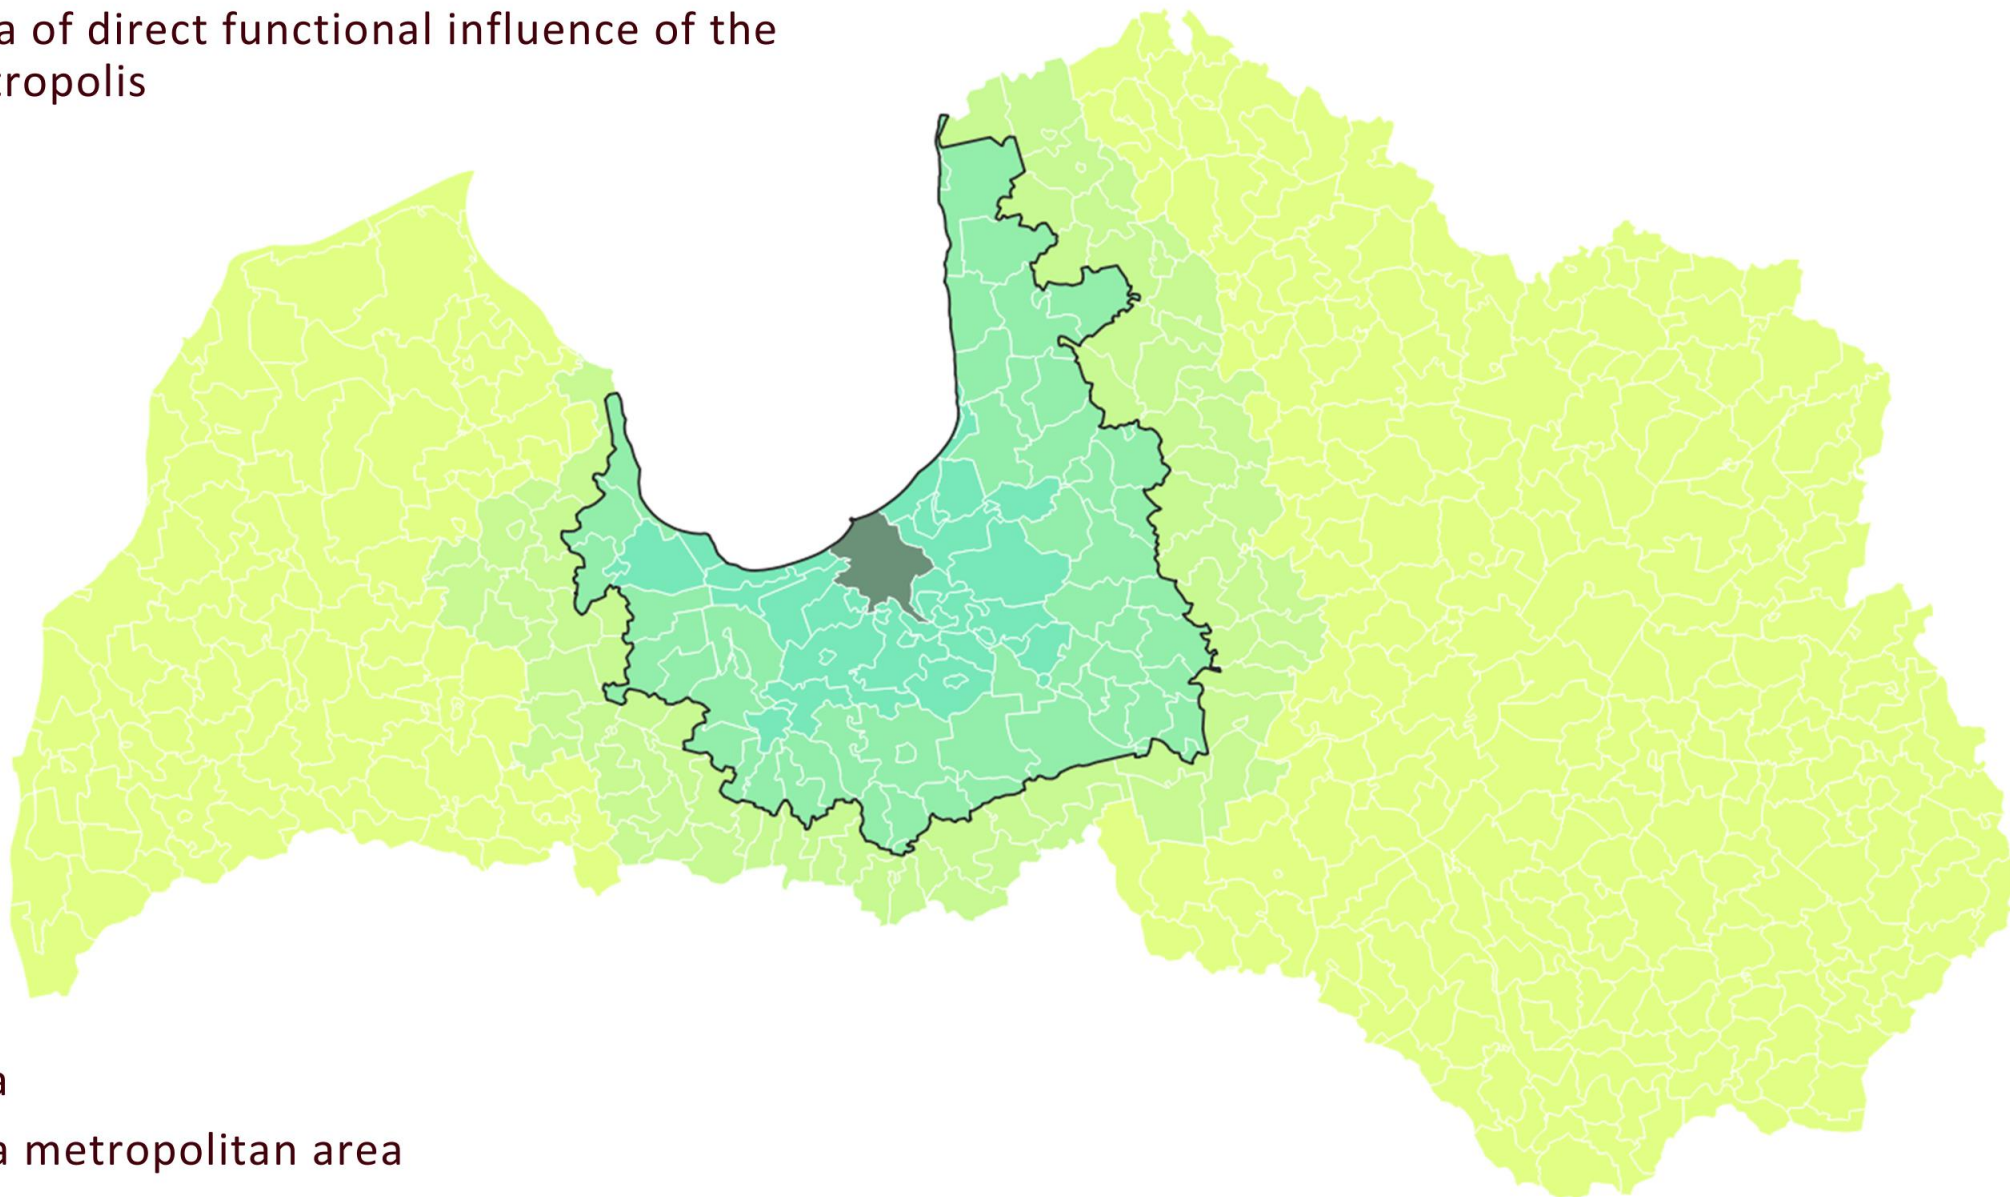 a of direct functional influence of the
tropolis
a
a metropolitan area